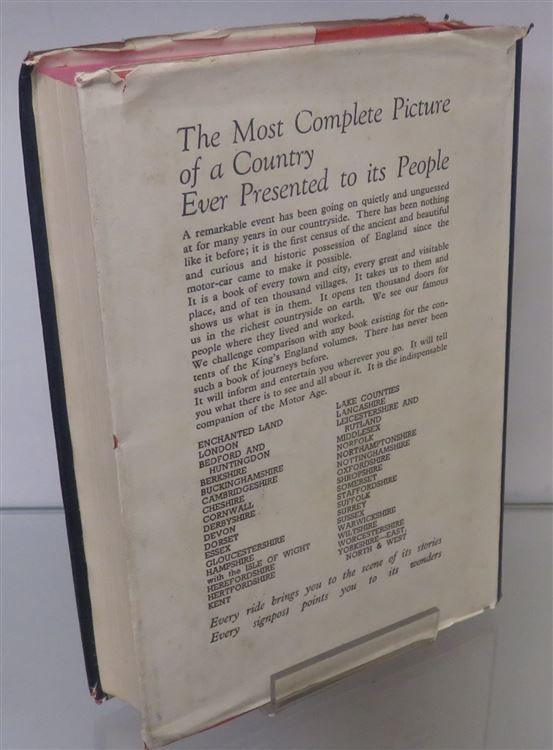 The Most Complete Picture
of a Country
Ever Presented to its People
A remarkable event has been going on quietly and unguessed
at for many years in our countryside. There has been nothing
like it before; it is the first census of the ancient and beautiful
and curious and historic possession of England since the
motor-car came to make it possible.
It is a book of every town and city, every great and visitable
place, and of ten thousand villages. It takes us to them and
shows us what is in them. It opens ten thousand doors for
us in the richest countryside on earth. We see our famous
people where they lived and worked.
We challenge comparison with any book existing for the con-
tents of the King's England volumes. There has never been
such a book of journeys before.
It will inform and entertain you wherever you go. It will tell
you what there is to see and all about it. It is the indispensable
companion of the Motor Age.
ENCHANTED LAND
LONDON
BEDFORD AND
HUNTINGDON
BERKSHIRE
BUCKINGHAMSHIRE
CAMBRIDGESHIRE
CHESHIRE
CORNWALL
DERBYSHIRE
DEVON
DORSET
ESSEX
GLOUCESTERSHIRE
HAMPSHIRE
with the ISLE OF WIGHT
HEREFORDSHIRE
HERTFORDSHIRE
KENT
LAKE COUNTIES
LANCASHIRE
LEICESTERSHIRE AND
RUTLAND
MIDDLESEX
NORFOLK
NORTHAMPTONSHIRE
NOTTINGHAMSHIRE
OXFORDSHIRE
SHROPSHIRE
SOMERSET
STAFFORDSHIRE
SUFFOLK
SURREY
SUSSEX
WARWICKSHIRE
WILTSHIRE
WORCESTERSHIRE
YORKSHIRE—EAST,
NORTH & WEST
Every ride brings you to the scene of its stories
Every signpost points you to its wonders